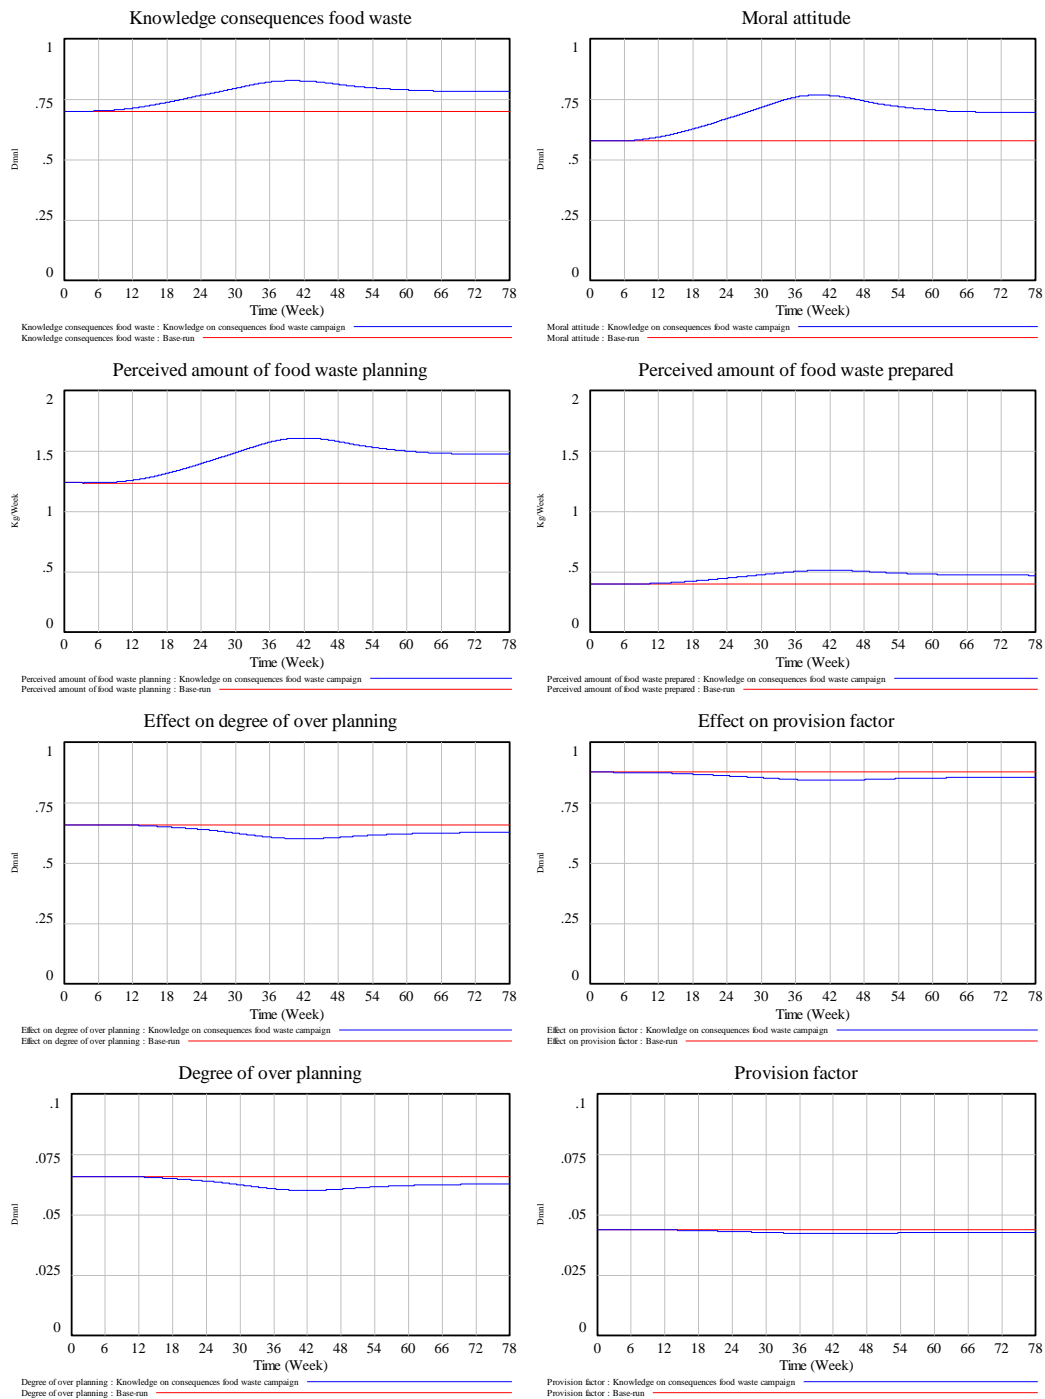 Knowledge consequences food waste
1
.75
.5
.25
0
Dmnl
0 6 12 18 24 30 36 42 48 54 60 66 72 78
Time (Week)
Knowledge consequences food waste : Knowledge on consequences food waste campaign
Knowledge consequences food waste : Base-run
Moral attitude
1
.75
.5
.25
0
Dmnl
0 6 12 18 24 30 36 42 48 54 60 66 72 78
Time (Week)
Moral attitude : Knowledge on consequences food waste campaign
Moral attitude : Base-run
Perceived amount of food waste planning
2
1.5
1
.5
0
Kg/Week
0 6 12 18 24 30 36 42 48 54 60 66 72 78
Time (Week)
Perceived amount of food waste planning : Knowledge on consequences food waste campaign
Perceived amount of food waste planning : Base-run
Perceived amount of food waste prepared
2
1.5
1
.5
0
Kg/Week
0 6 12 18 24 30 36 42 48 54 60 66 72 78
Time (Week)
Perceived amount of food waste prepared : Knowledge on consequences food waste campaign
Perceived amount of food waste prepared : Base-run
Effect on degree of over planning
1
.75
.5
.25
0
Dmnl
0 6 12 18 24 30 36 42 48 54 60 66 72 78
Time (Week)
Effect on degree of over planning : Knowledge on consequences food waste campaign
Effect on degree of over planning : Base-run
Effect on provision factor
1
.75
.5
.25
0
Dmnl
0 6 12 18 24 30 36 42 48 54 60 66 72 78
Time (Week)
Effect on provision factor : Knowledge on consequences food waste campaign
Effect on provision factor : Base-run
Degree of over planning
.1
.075
.05
.025
0
Dmnl
0 6 12 18 24 30 36 42 48 54 60 66 72 78
Time (Week)
Degree of over planning : Knowledge on consequences food waste campaign
Degree of over planning : Base-run
Provision factor
.1
.075
.05
.025
0
Dmnl
0 6 12 18 24 30 36 42 48 54 60 66 72 78
Time (Week)
Provision factor : Knowledge on consequences food waste campaign
Provision factor : Base-run